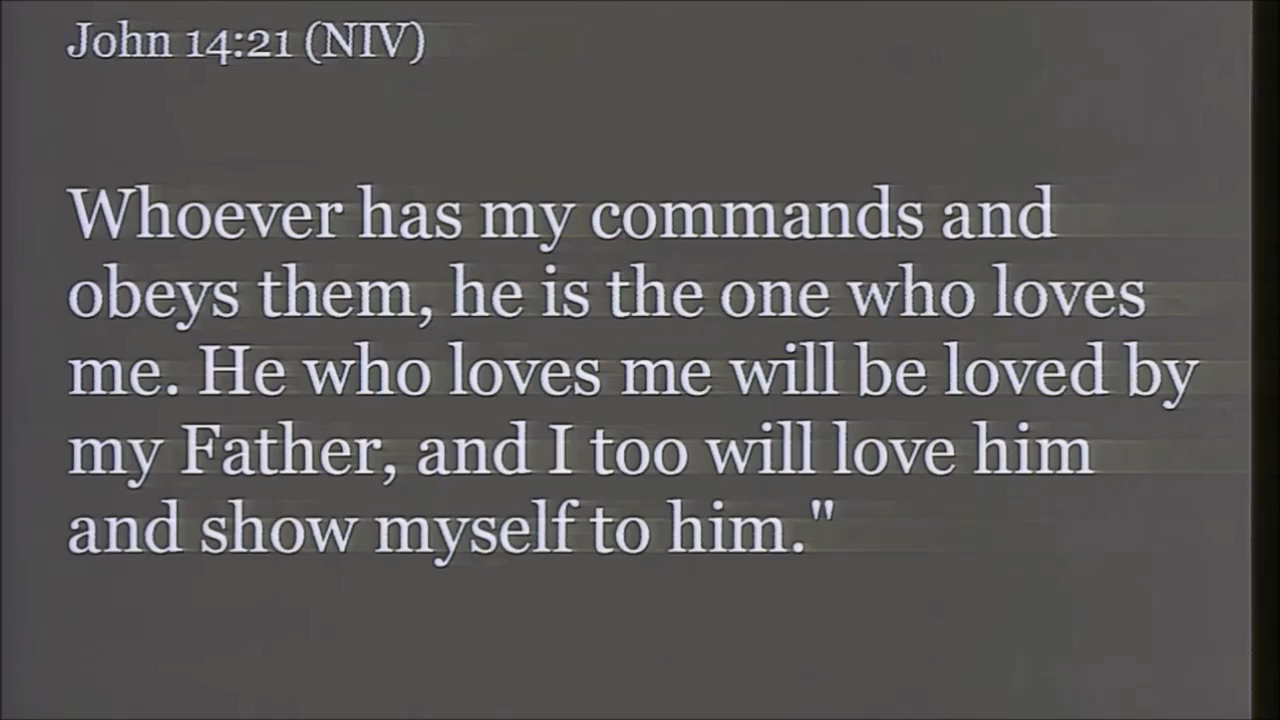 John 14:21 (NIV)
Whoever has my commands and
obeys them, he is the one who loves
me. He who loves me will be loved by
my Father, and I too will love him
and show myself to him."